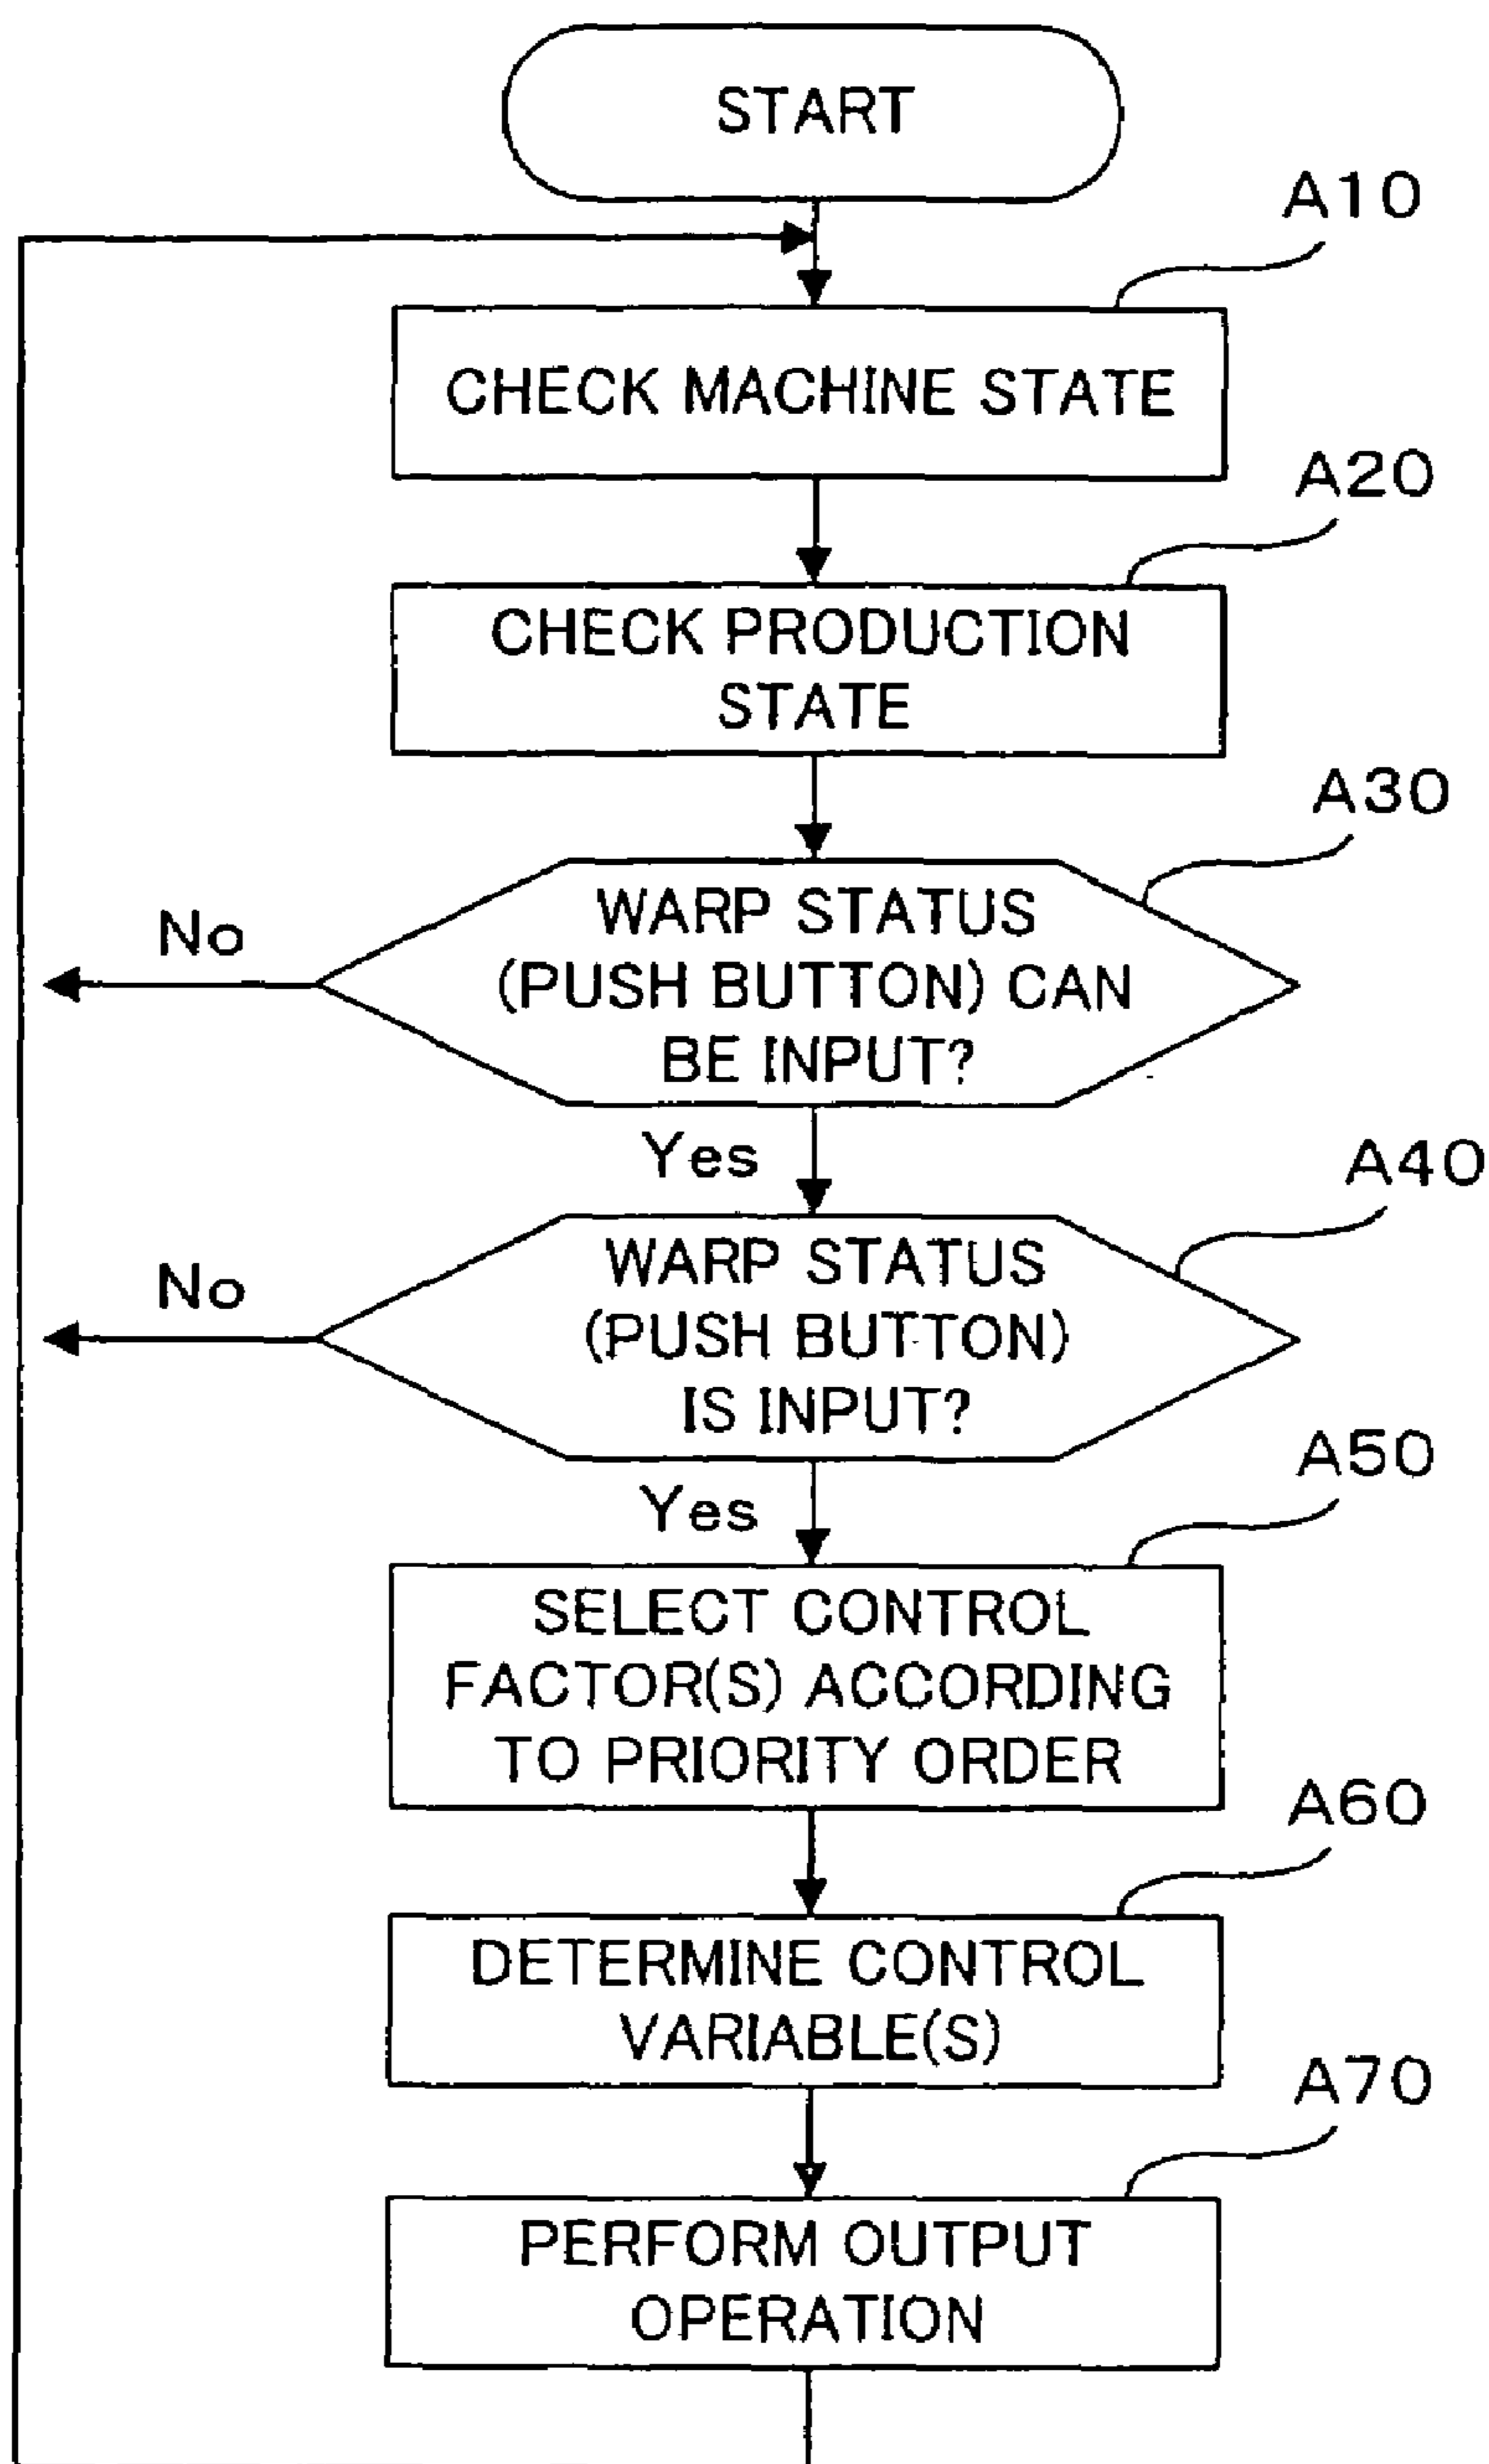 START
A10
CHECK MACHINE STATE
A20
CHECK PRODUCTION
STATE
A30
WARP STATUS
(PUSH BUTTON) CAN
BE INPUT?
No
Yes
A40
WARP STATUS
(PUSH BUTTON)
IS INPUT?
No
Yes
A50
SELECT CONTROL
FACTOR(S) ACCORDING
TO PRIORITY ORDER
A60
DETERMINE CONTROL
VARIABLE(S)
A70
PERFORM OUTPUT
OPERATION